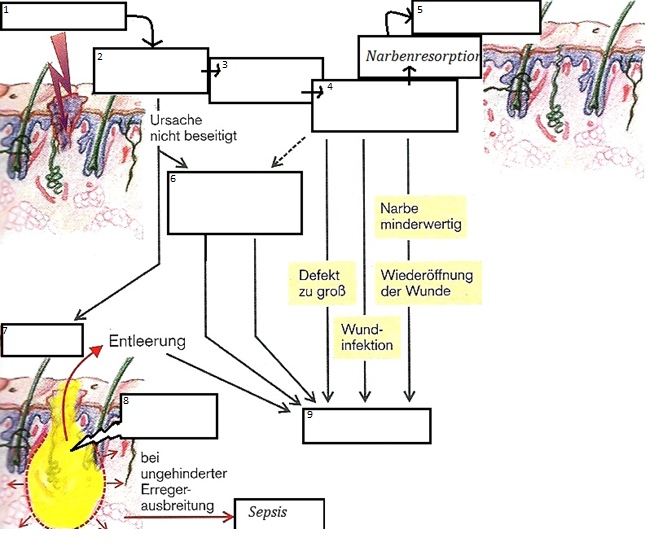 1
5
Narbenresorption
2
3
4
Ursache
nicht beseitigt
6
Narbe
minderwertig
Defekt
zu groß
Wiederöffnung
der Wunde
Wund-
infektion
7
Entleerung
8
9
bei
ungehinderter
Erreger-
ausbreitung
Sepsis